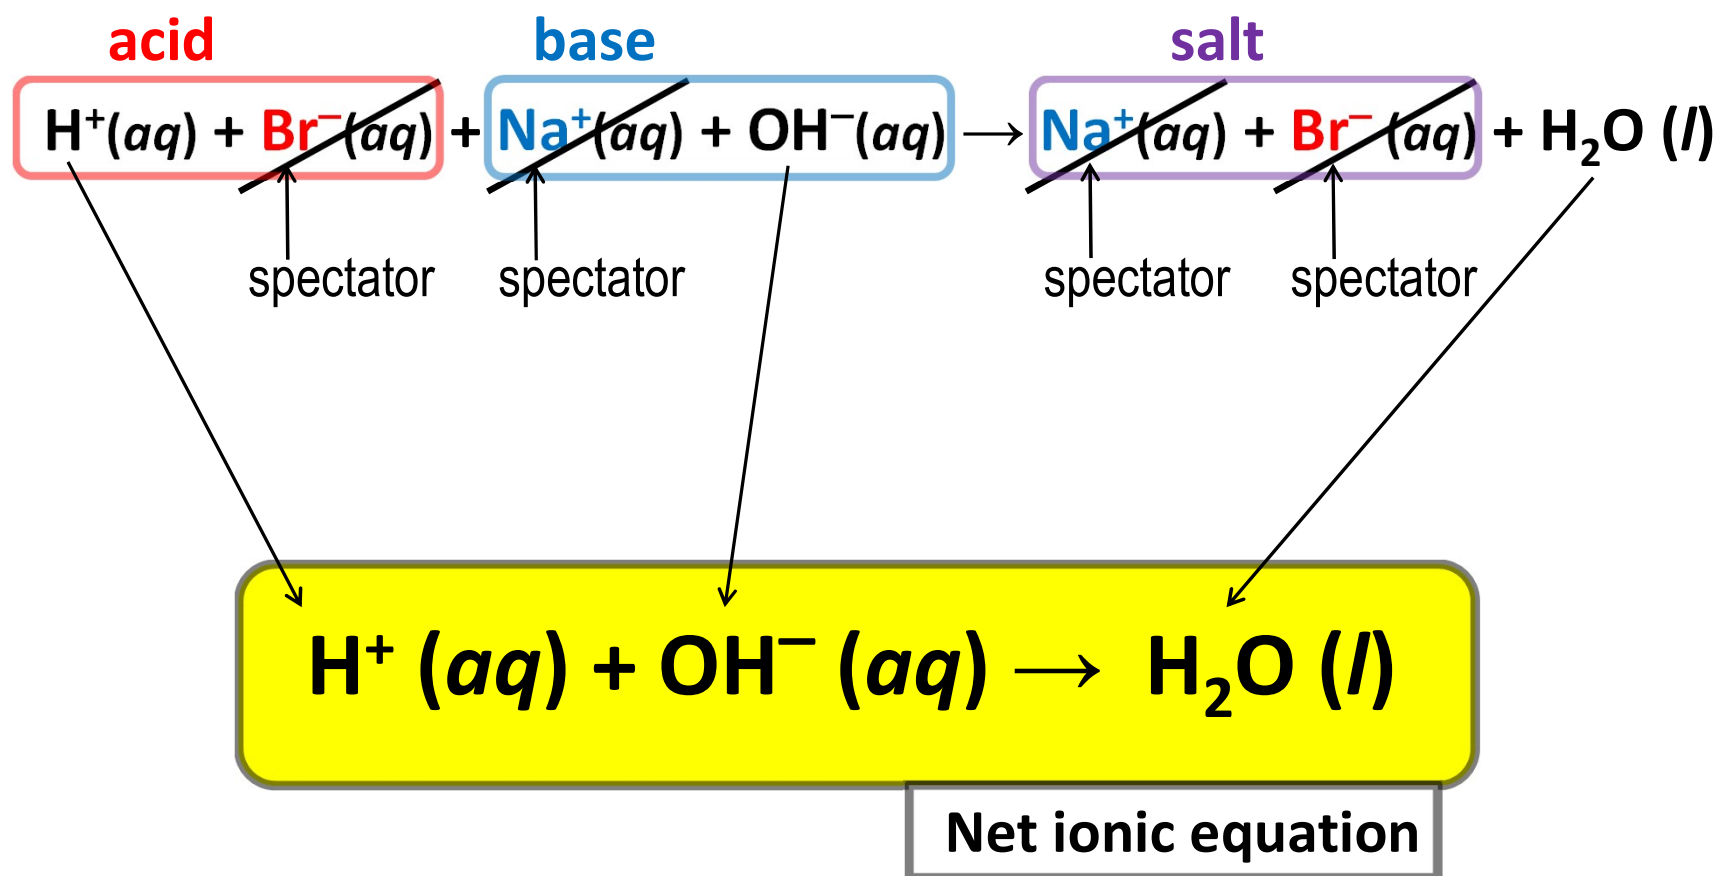 acid base salt
H⁺(aq) + Br⁻(aq) + Na⁺(aq) + OH⁻(aq) → Na⁺(aq) + Br⁻ (aq) + H₂O (l)
spectator spectator spectator spectator
H⁺ (aq) + OH⁻ (aq) → H₂O (l)
Net ionic equation